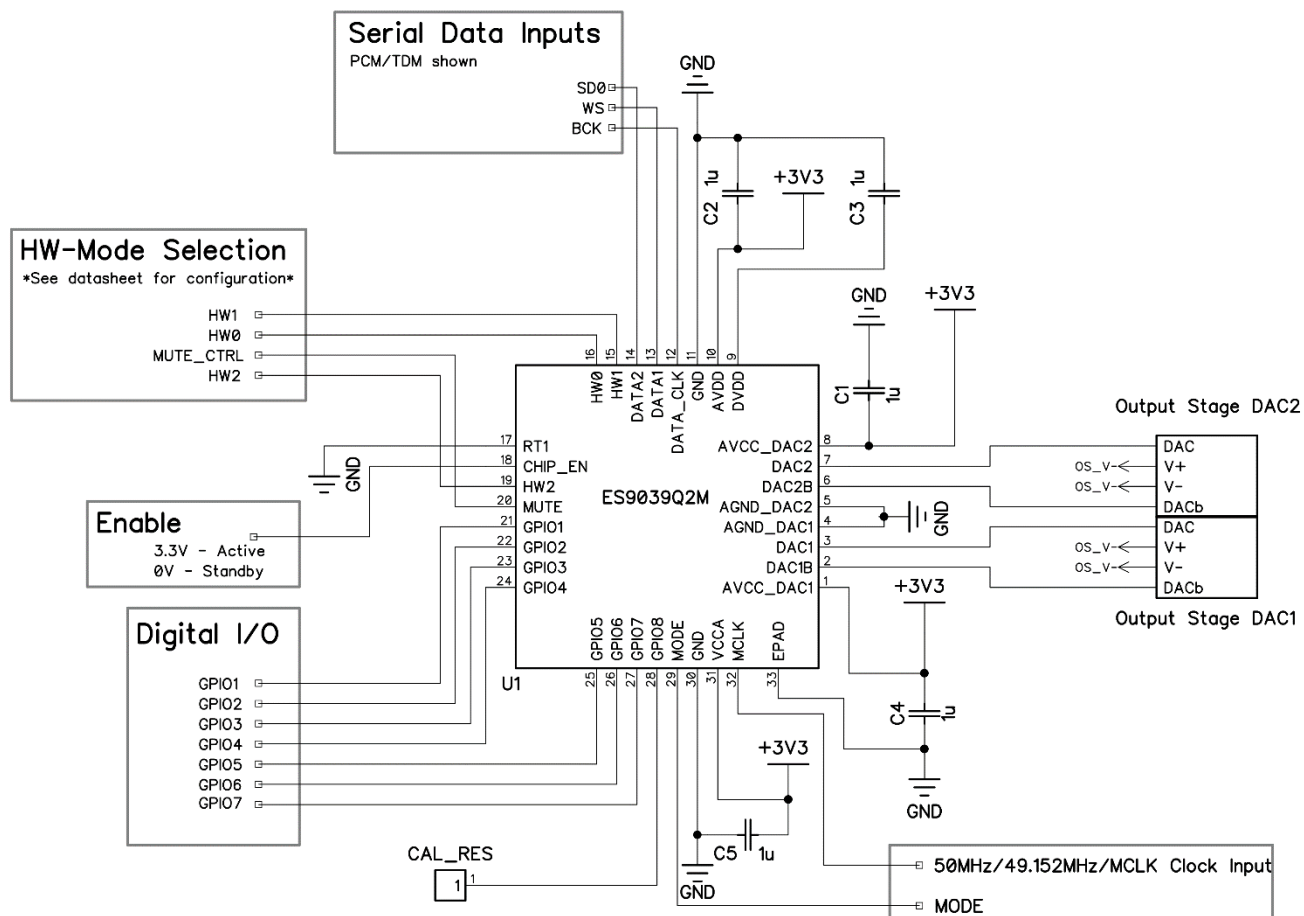 Serial Data Inputs
PCM/TDM shown
SD0
WS
BCK
GND
C2 1u
+3V3
C3 1u
HW-Mode Selection
*See datasheet for configuration*
HW1
HW0
MUTE_CTRL
HW2
GND
+3V3
C1 1u
16 15 14 13 12 11 10 9
HW0 HW1 DATA2 DATA1 DATA_CLK GND AVDD DVDD
GND
17 RT1
18 CHIP_EN
19 HW2
20 MUTE
21 GPIO1
22 GPIO2
23 GPIO3
24 GPIO4
ES9039Q2M
AVCC_DAC2 8
DAC2 7
DAC2B 6
AGND_DAC2 5
AGND_DAC1 4
DAC1 3
DAC1B 2
AVCC_DAC1 1
GND
GPIO5 GPIO6 GPIO7 GPIO8 MODE GND VCCA MCLK EPAD
25 26 27 28 29 30 31 32 33
U1
Output Stage DAC2
DAC
OS_V- V+
OS_V- V-
DACb
DAC
OS_V- V+
OS_V- V-
DACb
Output Stage DAC1
Enable
3.3V - Active
0V - Standby
Digital I/O
GPIO1
GPIO2
GPIO3
GPIO4
GPIO5
GPIO6
GPIO7
+3V3
C4 1u
GND
+3V3
C5 1u
GND
CAL_RES
1 1
50MHz/49.152MHz/MCLK Clock Input
MODE